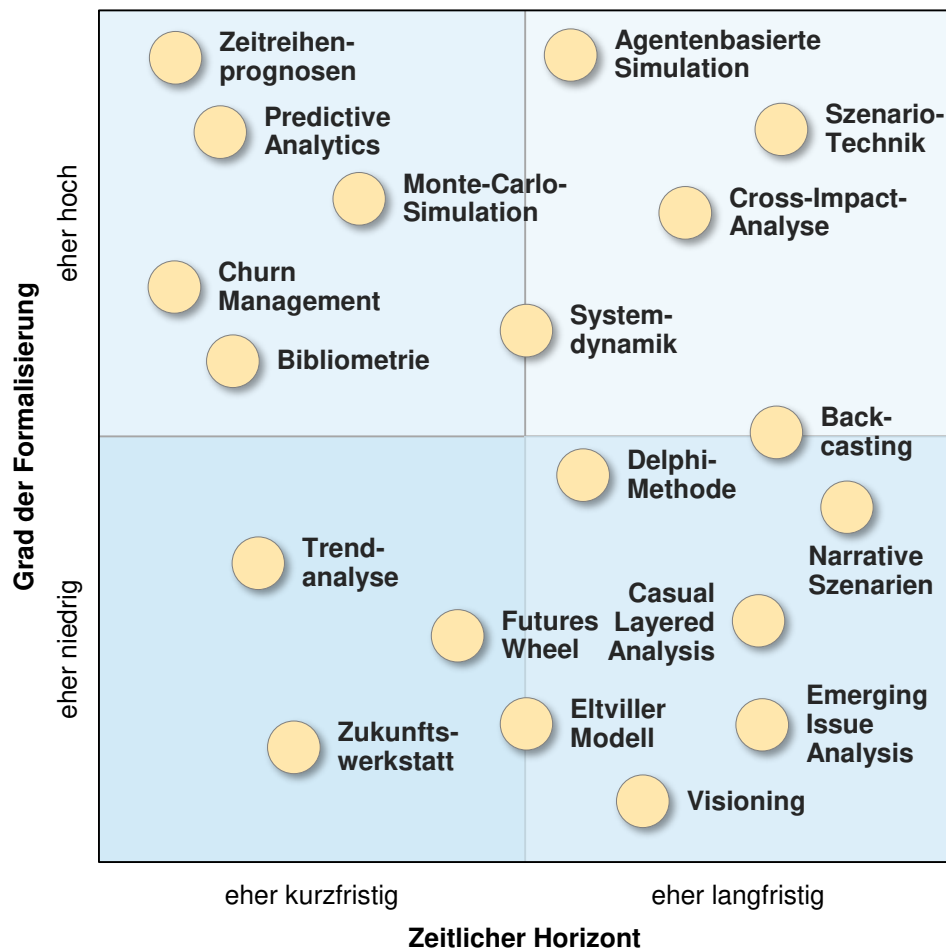 Zeitreihen-
prognosen
Agentenbasierte
Simulation
Predictive
Analytics
Szenario-
Technik
Monte-Carlo-
Simulation
Cross-Impact-
Analyse
Churn
Management
System-
dynamik
Bibliometrie
Back-
casting
Delphi-
Methode
Trend-
analyse
Narrative
Szenarien
Futures
Wheel
Casual
Layered
Analysis
Zukunfts-
werkstatt
Eltviller
Modell
Emerging
Issue
Analysis
Visioning
Grad der Formalisierung
eher hoch
eher niedrig
eher kurzfristig
eher langfristig
Zeitlicher Horizont